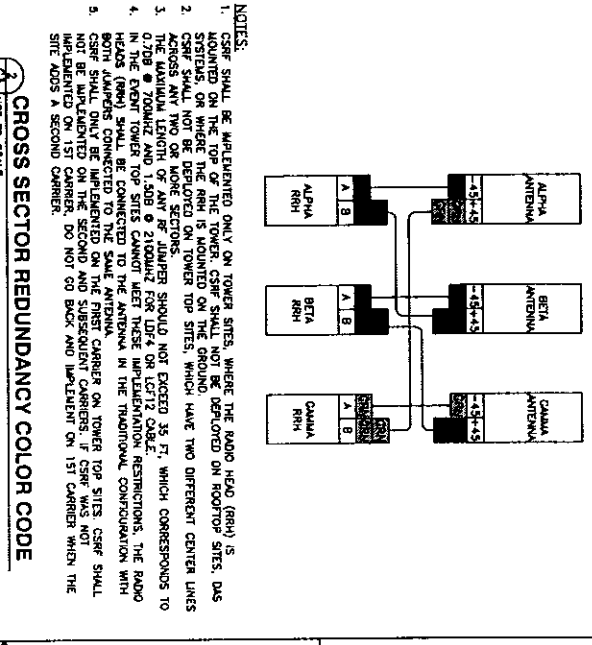 ALPHA
ANTENNA
-45+45
GRN
BETA
ANTENNA
-45+45
GAMMA
ANTENNA
-45+45
GRN
A B
ALPHA
RRH
A B
BETA
RRH
GRN
GRN
GRN
A B
GAMMA
RRH
NOTES:
1. CSRF SHALL BE IMPLEMENTED ONLY ON TOWER SITES, WHERE THE RADIO HEAD (RRH) IS
MOUNTED ON THE TOP OF THE TOWER. CSRF SHALL NOT BE DEPLOYED ON ROOFTOP SITES, DAS
SYSTEMS, OR WHERE THE RRH IS MOUNTED ON THE GROUND.
2. CSRF SHALL NOT BE DEPLOYED ON TOWER TOP SITES, WHICH HAVE TWO DIFFERENT CENTER LINES
ACROSS ANY TWO OR MORE SECTORS.
3. THE MAXIMUM LENGTH OF ANY RF JUMPER SHOULD NOT EXCEED 35 FT, WHICH CORRESPONDS TO
0.7DB @ 700MHZ AND 1.5DB @ 2100MHZ FOR LDF4 OR LCF12 CABLE.
4. IN THE EVENT TOWER TOP SITES CANNOT MEET THESE IMPLEMENTATION RESTRICTIONS, THE RADIO
HEADS (RRH) SHALL BE CONNECTED TO THE ANTENNA IN THE TRADITIONAL CONFIGURATION WITH
BOTH JUMPERS CONNECTED TO THE SAME ANTENNA.
5. CSRF SHALL ONLY BE IMPLEMENTED ON THE FIRST CARRIER ON TOWER TOP SITES. CSRF SHALL
NOT BE IMPLEMENTED ON THE SECOND AND SUBSEQUENT CARRIERS. IF CSRF WAS NOT
IMPLEMENTED ON 1ST CARRIER, DO NOT GO BACK AND IMPLEMENT ON 1ST CARRIER WHEN THE
SITE ADDS A SECOND CARRIER.
2 CROSS SECTOR REDUNDANCY COLOR CODE